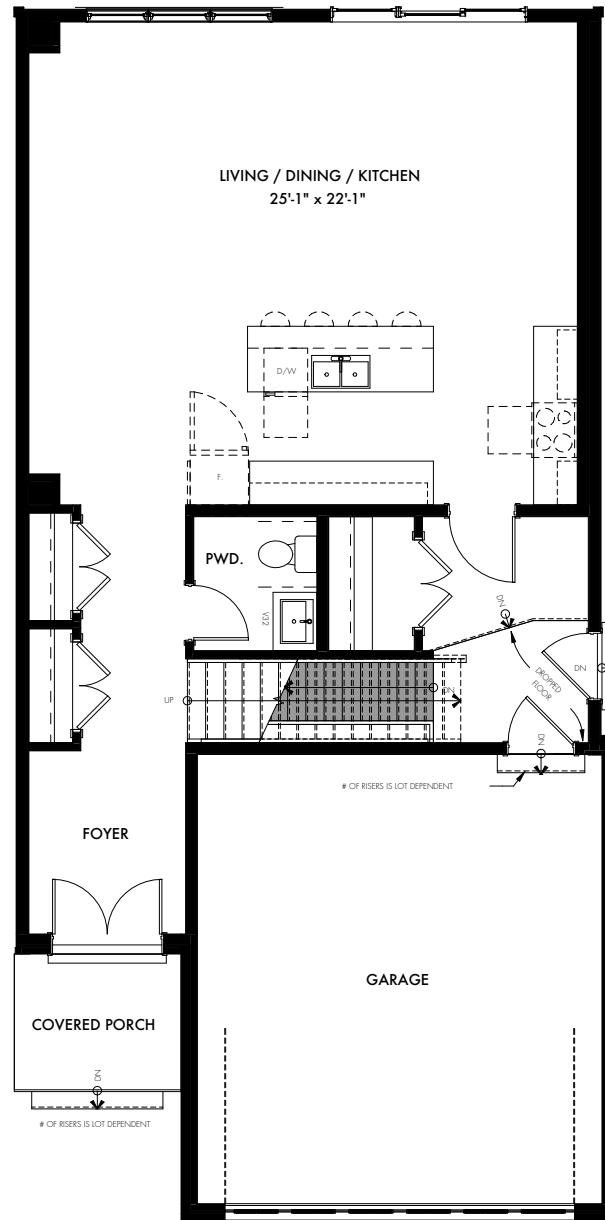 LIVING / DINING / KITCHEN
25'-1" x 22'-1"
D/W
F.
PWD.
V32
DN
DN
DROPPED
FLOOR
UP
DN
DN
# OF RISERS IS LOT DEPENDENT
FOYER
GARAGE
COVERED PORCH
DN
# OF RISERS IS LOT DEPENDENT